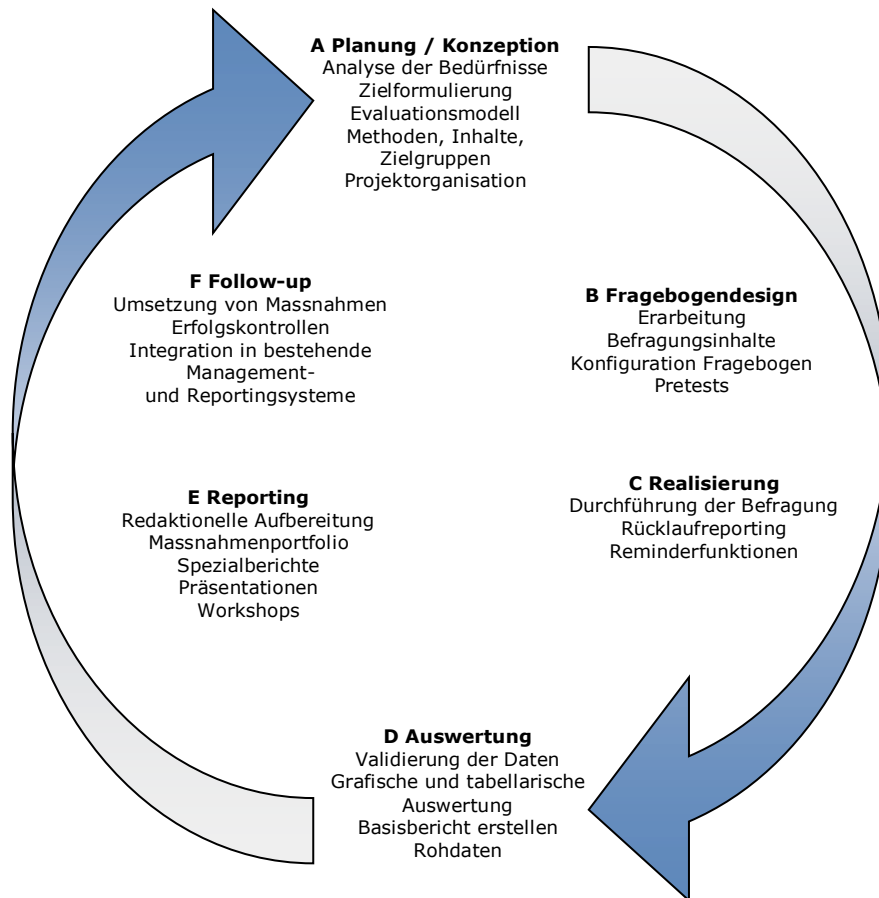 A Planung / Konzeption
Analyse der Bedürfnisse
Zielformulierung
Evaluationsmodell
Methoden, Inhalte,
Zielgruppen
Projektorganisation
B Fragebogendesign
Erarbeitung
Befragungsinhalte
Konfiguration Fragebogen
Pretests
C Realisierung
Durchführung der Befragung
Rücklaufreporting
Reminderfunktionen
D Auswertung
Validierung der Daten
Grafische und tabellarische
Auswertung
Basisbericht erstellen
Rohdaten
E Reporting
Redaktionelle Aufbereitung
Massnahmenportfolio
Spezialberichte
Präsentationen
Workshops
F Follow-up
Umsetzung von Massnahmen
Erfolgskontrollen
Integration in bestehende
Management-
und Reportingsysteme